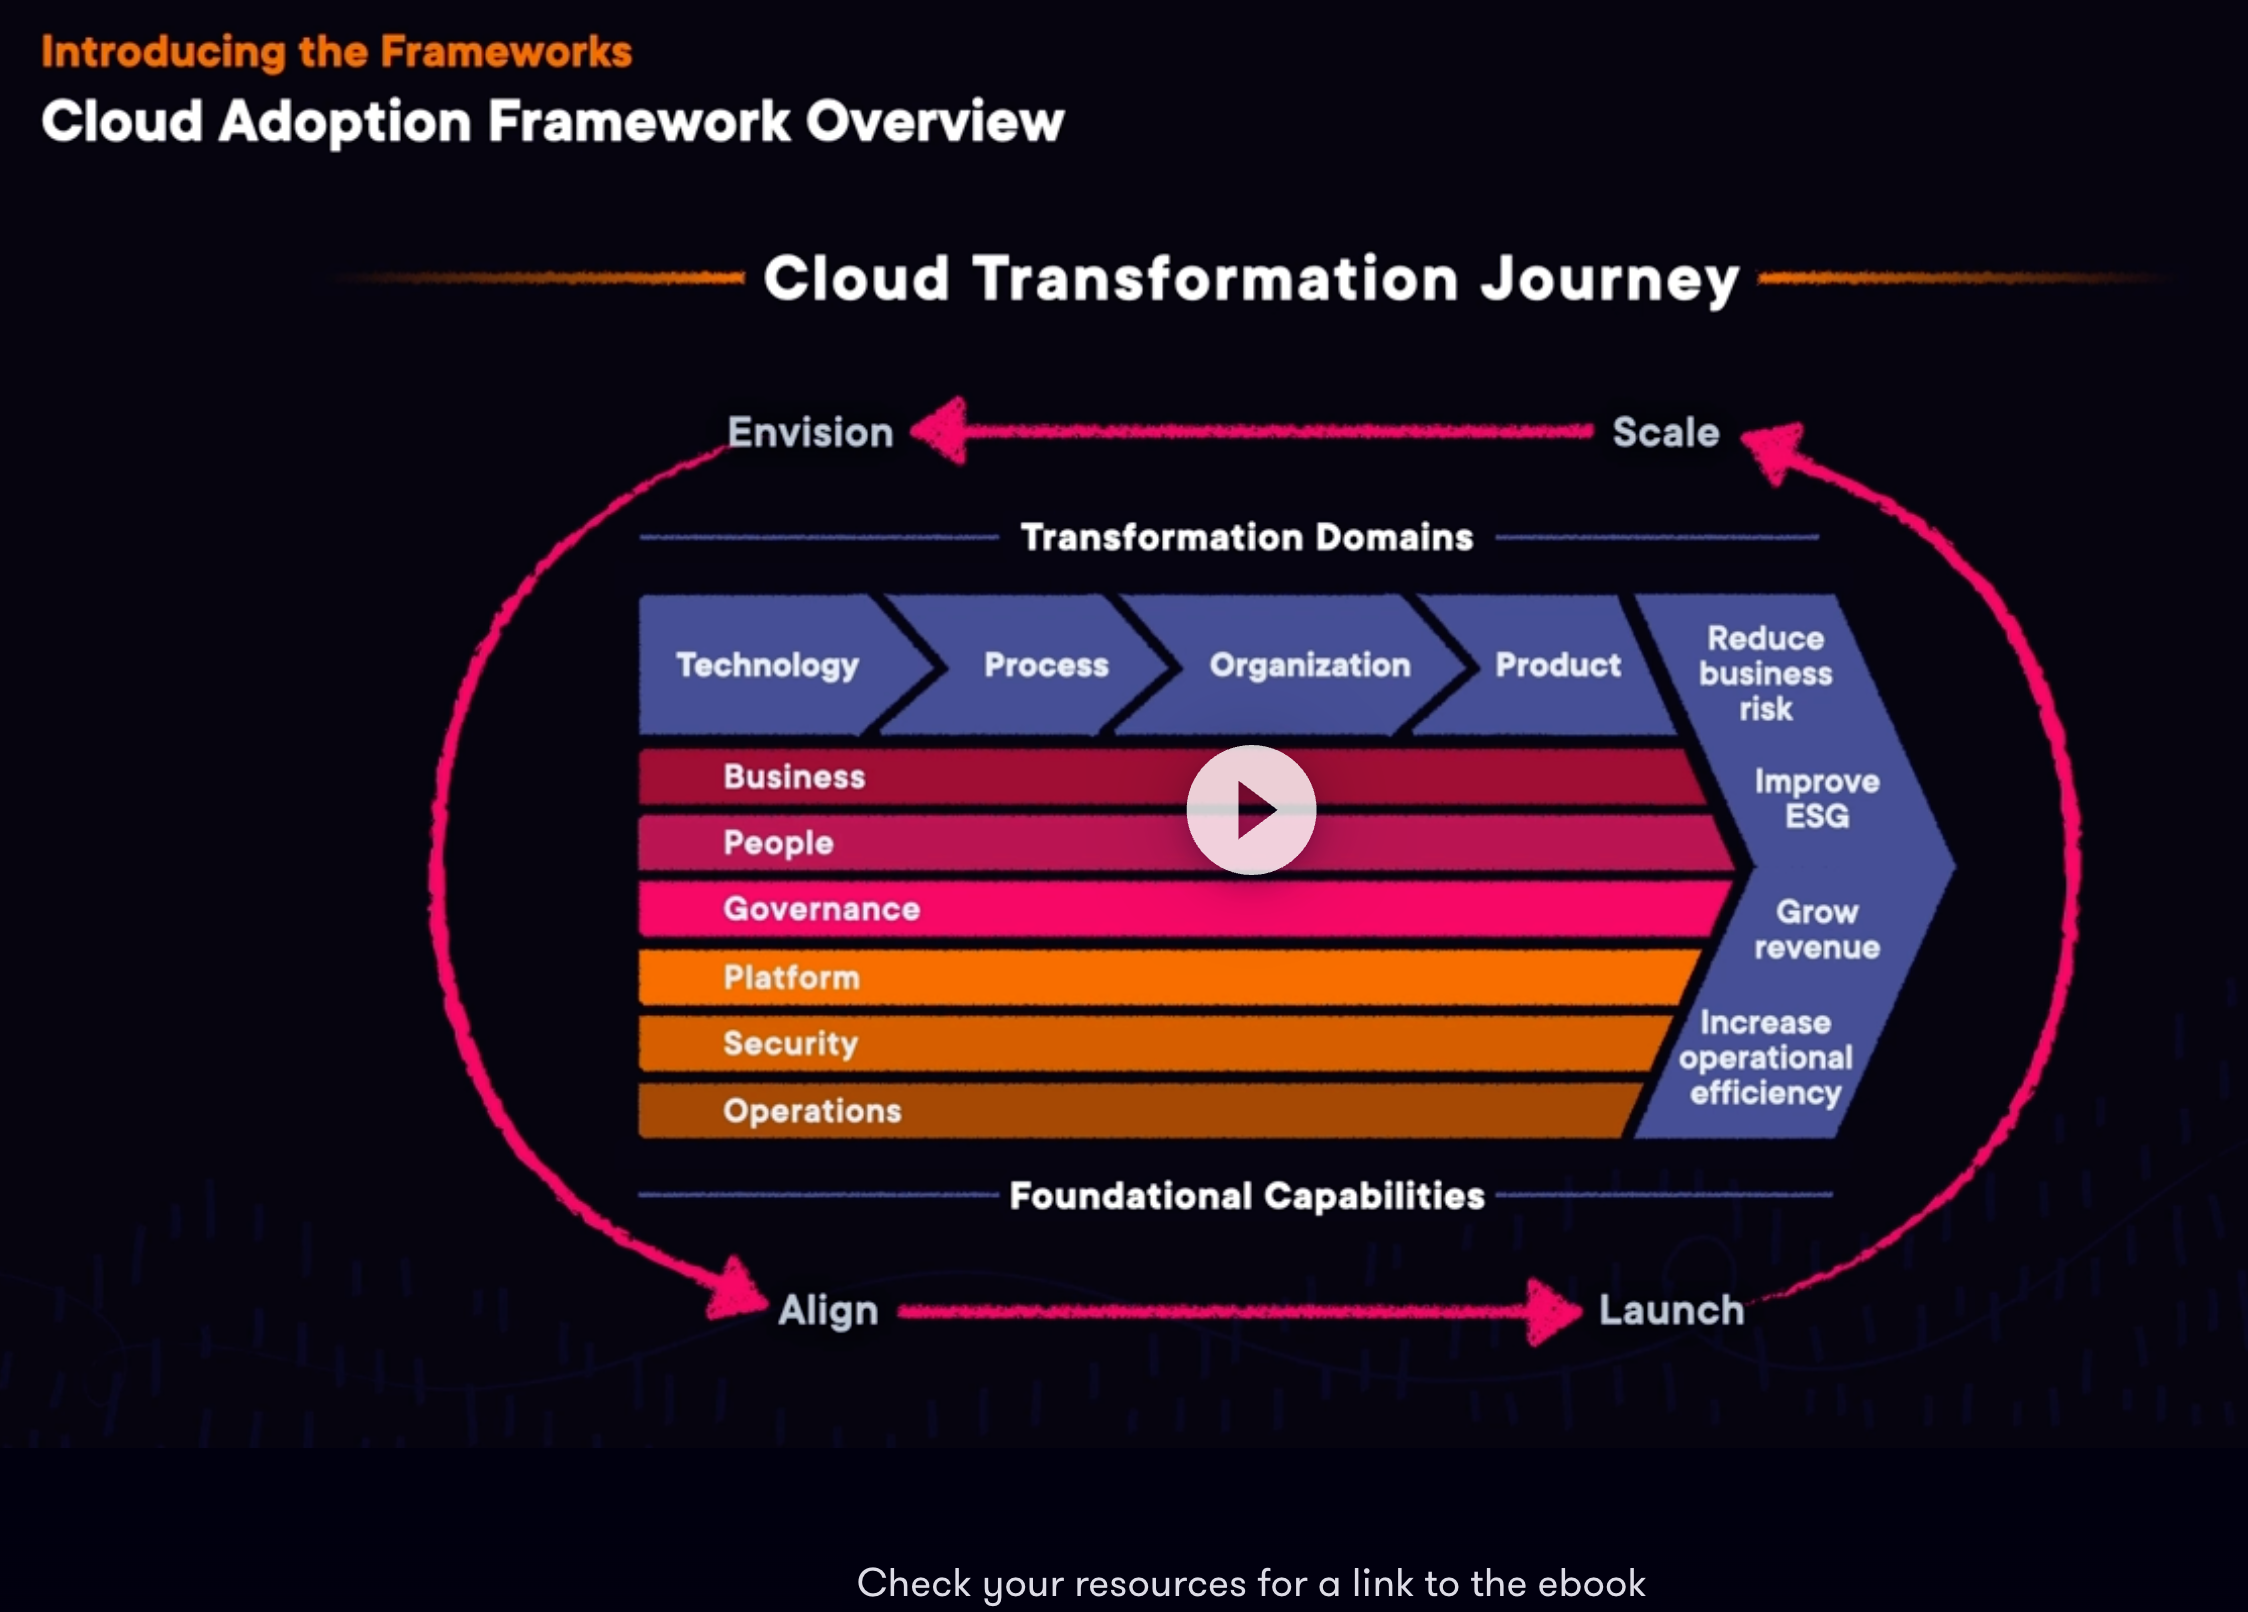 Introducing the Frameworks
Cloud Adoption Framework Overview
Cloud Transformation Journey
Envision
Scale
Transformation Domains
Technology
Process
Organization
Product
Reduce
business
risk
Improve
ESG
Grow
revenue
Increase
operational
efficiency
Business
People
Governance
Platform
Security
Operations
Foundational Capabilities
Align
Launch
Check your resources for a link to the ebook